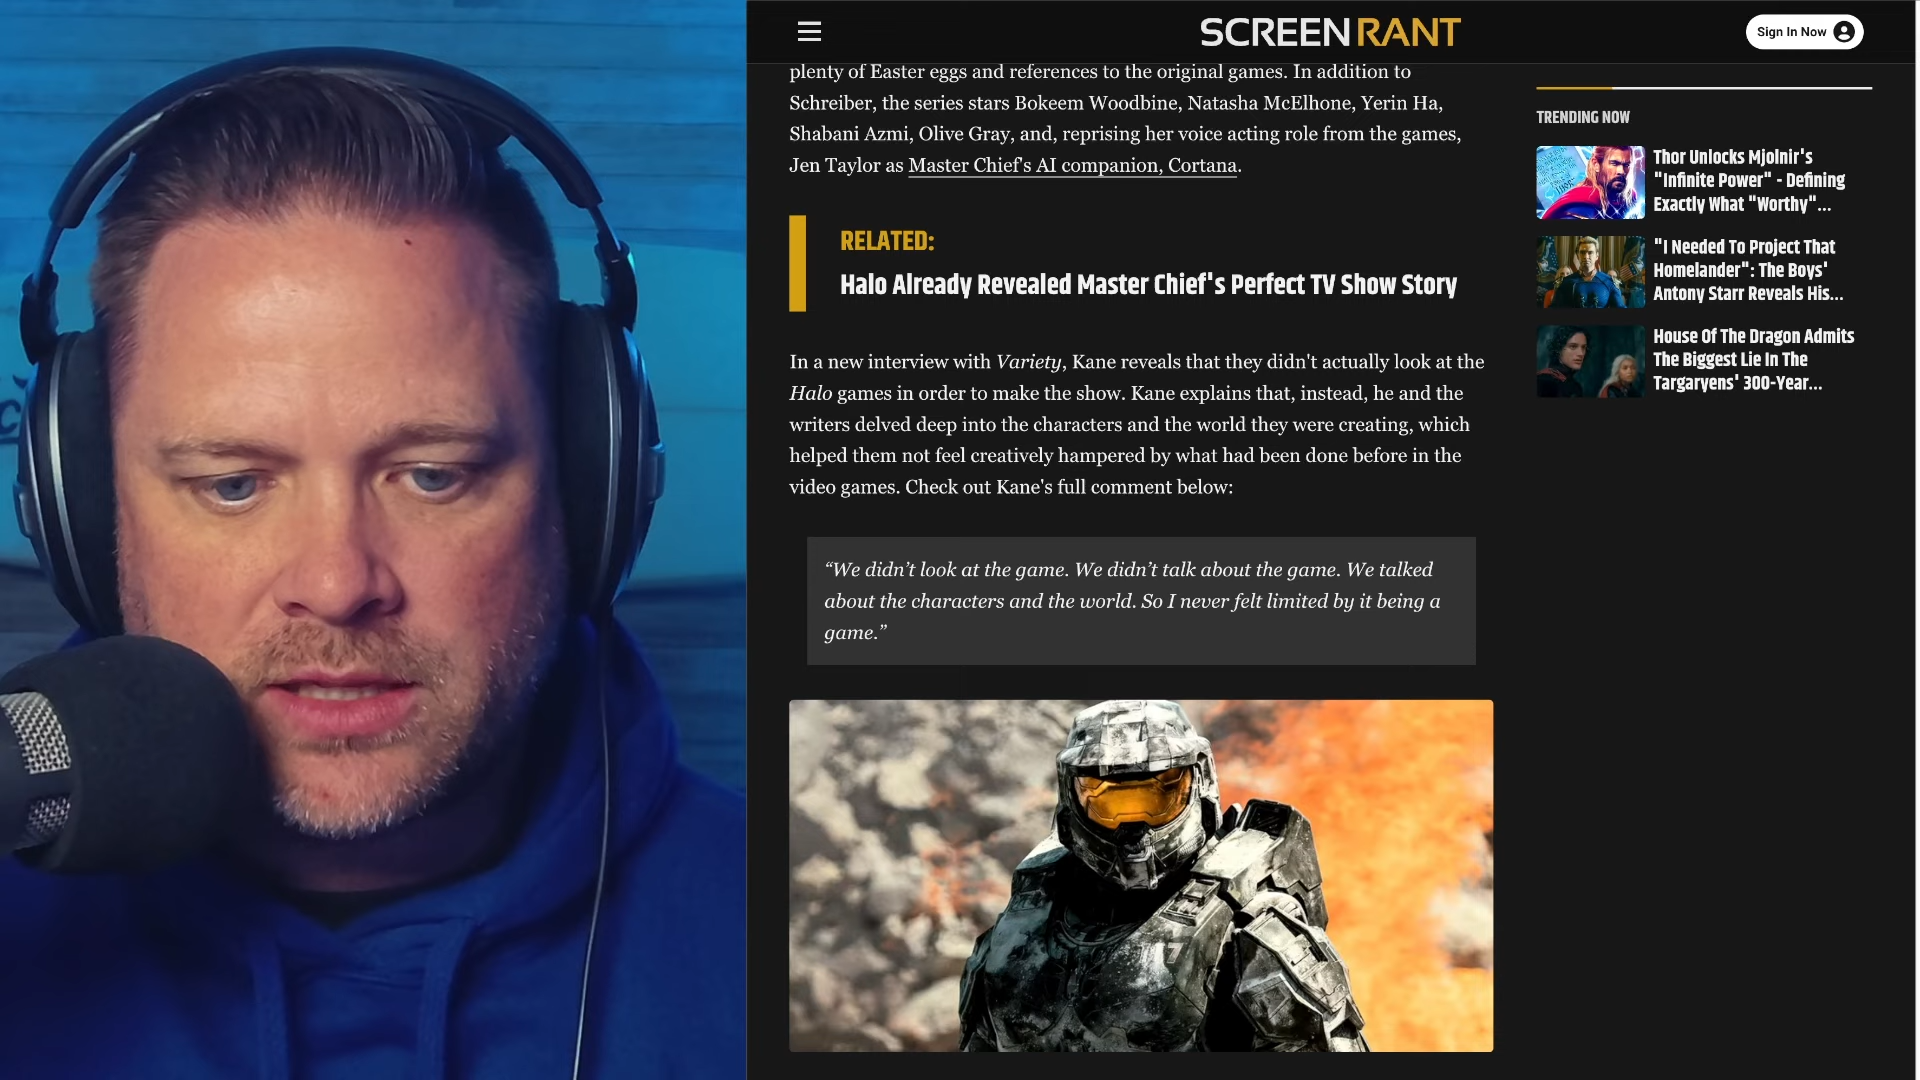 SCREENRANT
Sign In Now
plenty of Easter eggs and references to the original games. In addition to
Schreiber, the series stars Bokeem Woodbine, Natasha McElhone, Yerin Ha,
Shabani Azmi, Olive Gray, and, reprising her voice acting role from the games,
Jen Taylor as Master Chief's AI companion, Cortana.
RELATED:
Halo Already Revealed Master Chief's Perfect TV Show Story
In a new interview with Variety, Kane reveals that they didn't actually look at the
Halo games in order to make the show. Kane explains that, instead, he and the
writers delved deep into the characters and the world they were creating, which
helped them not feel creatively hampered by what had been done before in the
video games. Check out Kane's full comment below:
“We didn’t look at the game. We didn’t talk about the game. We talked
about the characters and the world. So I never felt limited by it being a
game.”
TRENDING NOW
Thor Unlocks Mjolnir's
"Infinite Power" - Defining
Exactly What "Worthy"...
"I Needed To Project That
Homelander": The Boys'
Antony Starr Reveals His...
House Of The Dragon Admits
The Biggest Lie In The
Targaryens' 300-Year...